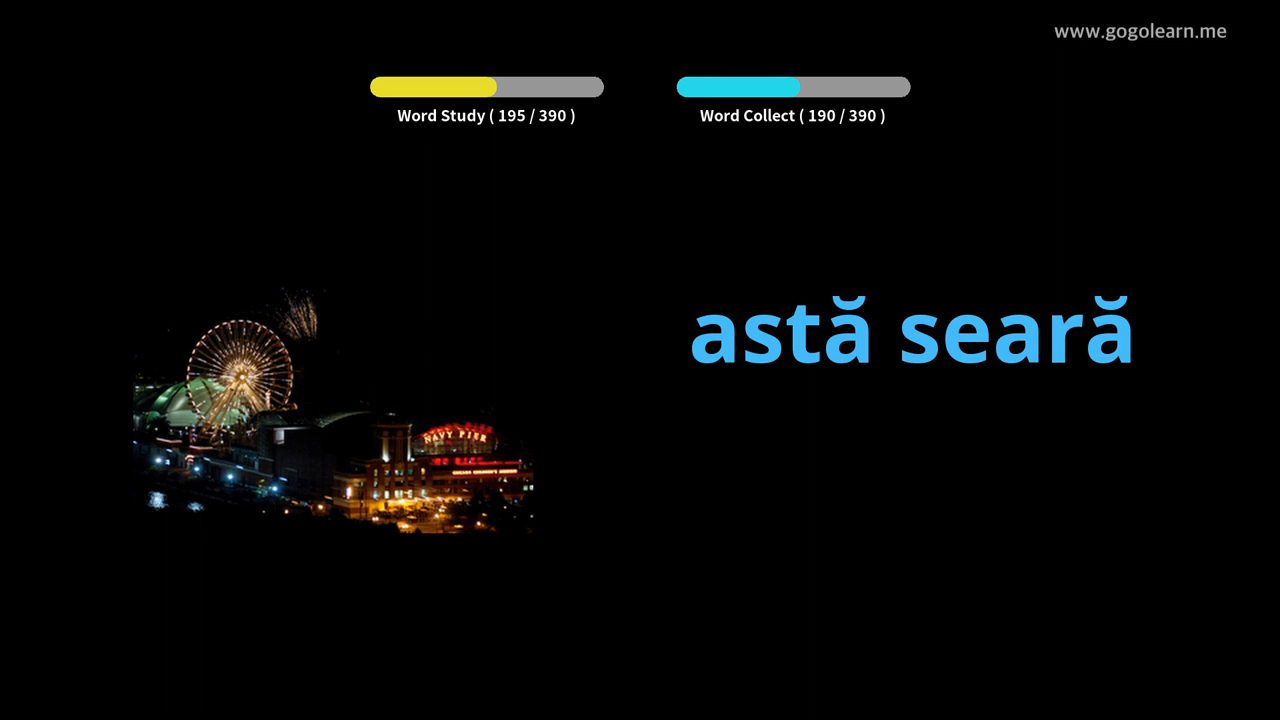 www.gogolearn.me
Word Study ( 195 / 390 )
Word Collect ( 190 / 390 )
astă seară
NAVY PIER